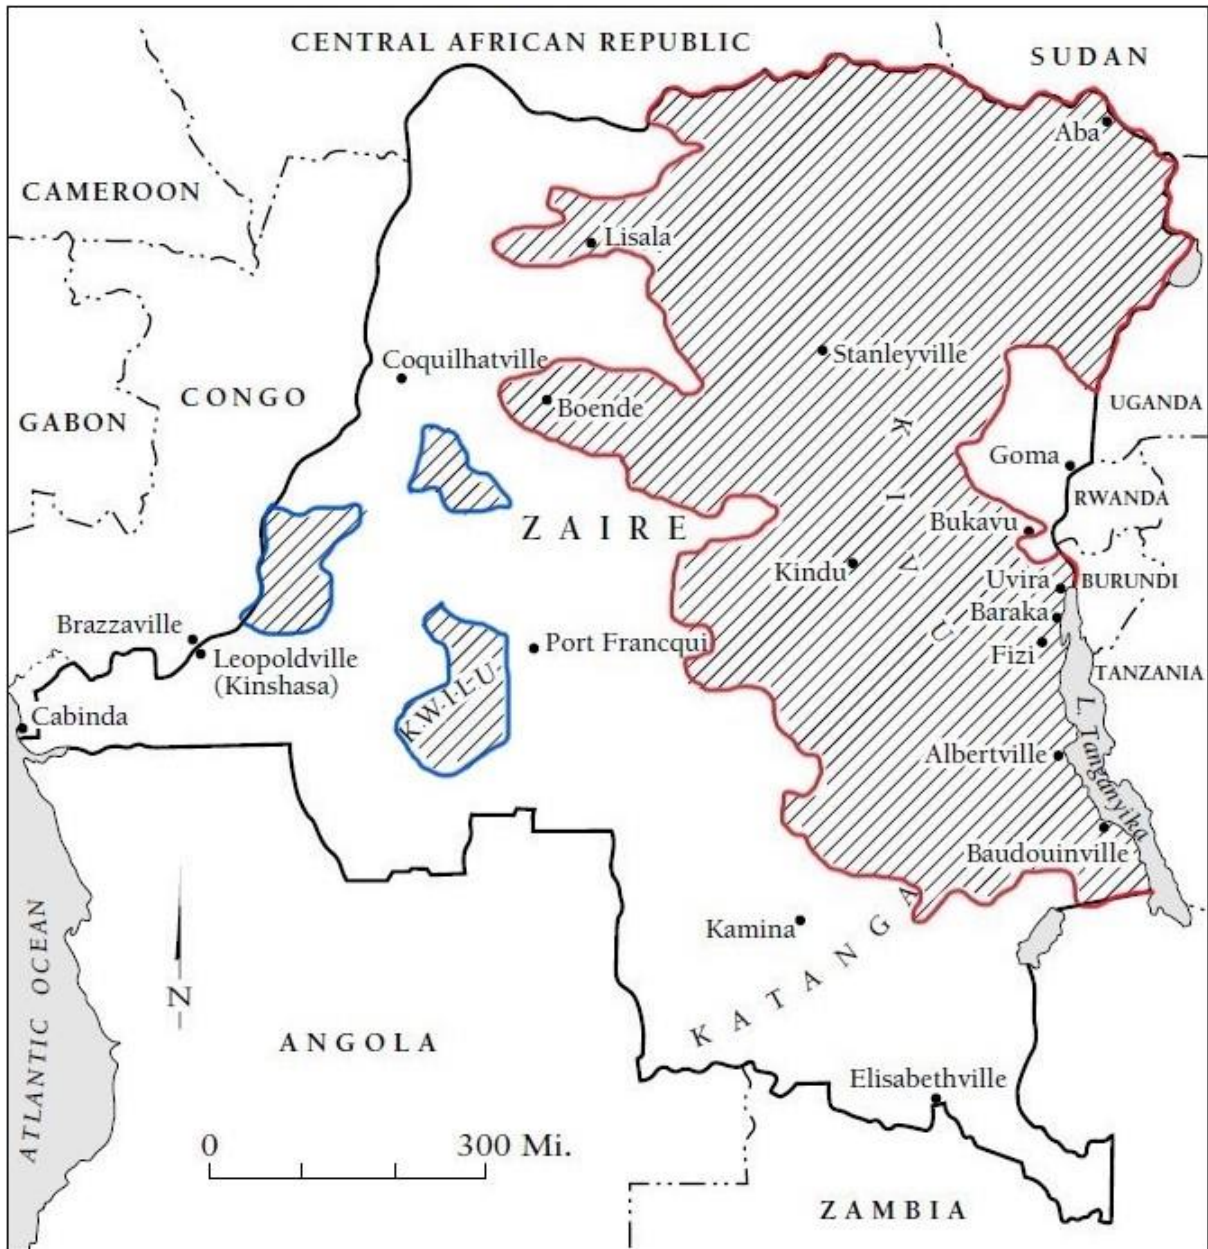 CENTRAL AFRICAN REPUBLIC
SUDAN
Aba
CAMEROON
Lisala
Coquilhatville
Stanleyville
CONGO
Boende
UGANDA
GABON
KIVU
Goma
RWANDA
ZAIRE
Bukavu
Kindu
Uvira
BURUNDI
Baraka
Brazzaville
Port Francqui
Fizi
Leopoldville
(Kinshasa)
TANZANIA
KWILU
Cabinda
L. Tanganyika
Albertville
Baudouinville
Kamina
KATANGA
N
ATLANTIC OCEAN
ANGOLA
Elisabethville
0 300 Mi.
ZAMBIA